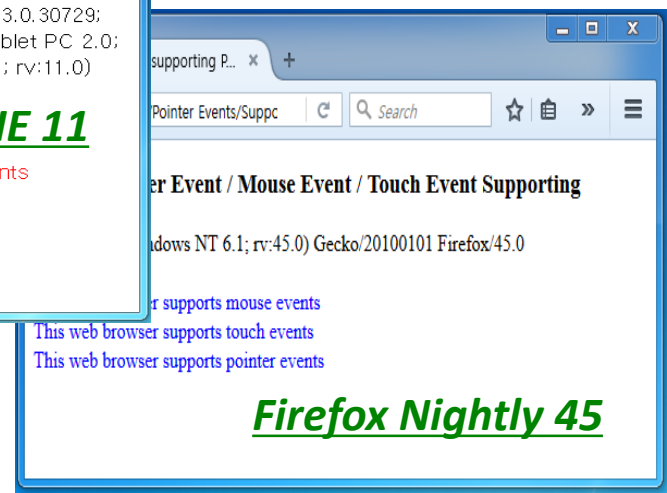 3.0.30729;
blet PC 2.0;
; rv:11.0)
IE 11
nts
supporting P... × +
/Pointer Events/Suppc
Search
er Event / Mouse Event / Touch Event Supporting
dows NT 6.1; rv:45.0) Gecko/20100101 Firefox/45.0
r supports mouse events
This web browser supports touch events
This web browser supports pointer events
Firefox Nightly 45